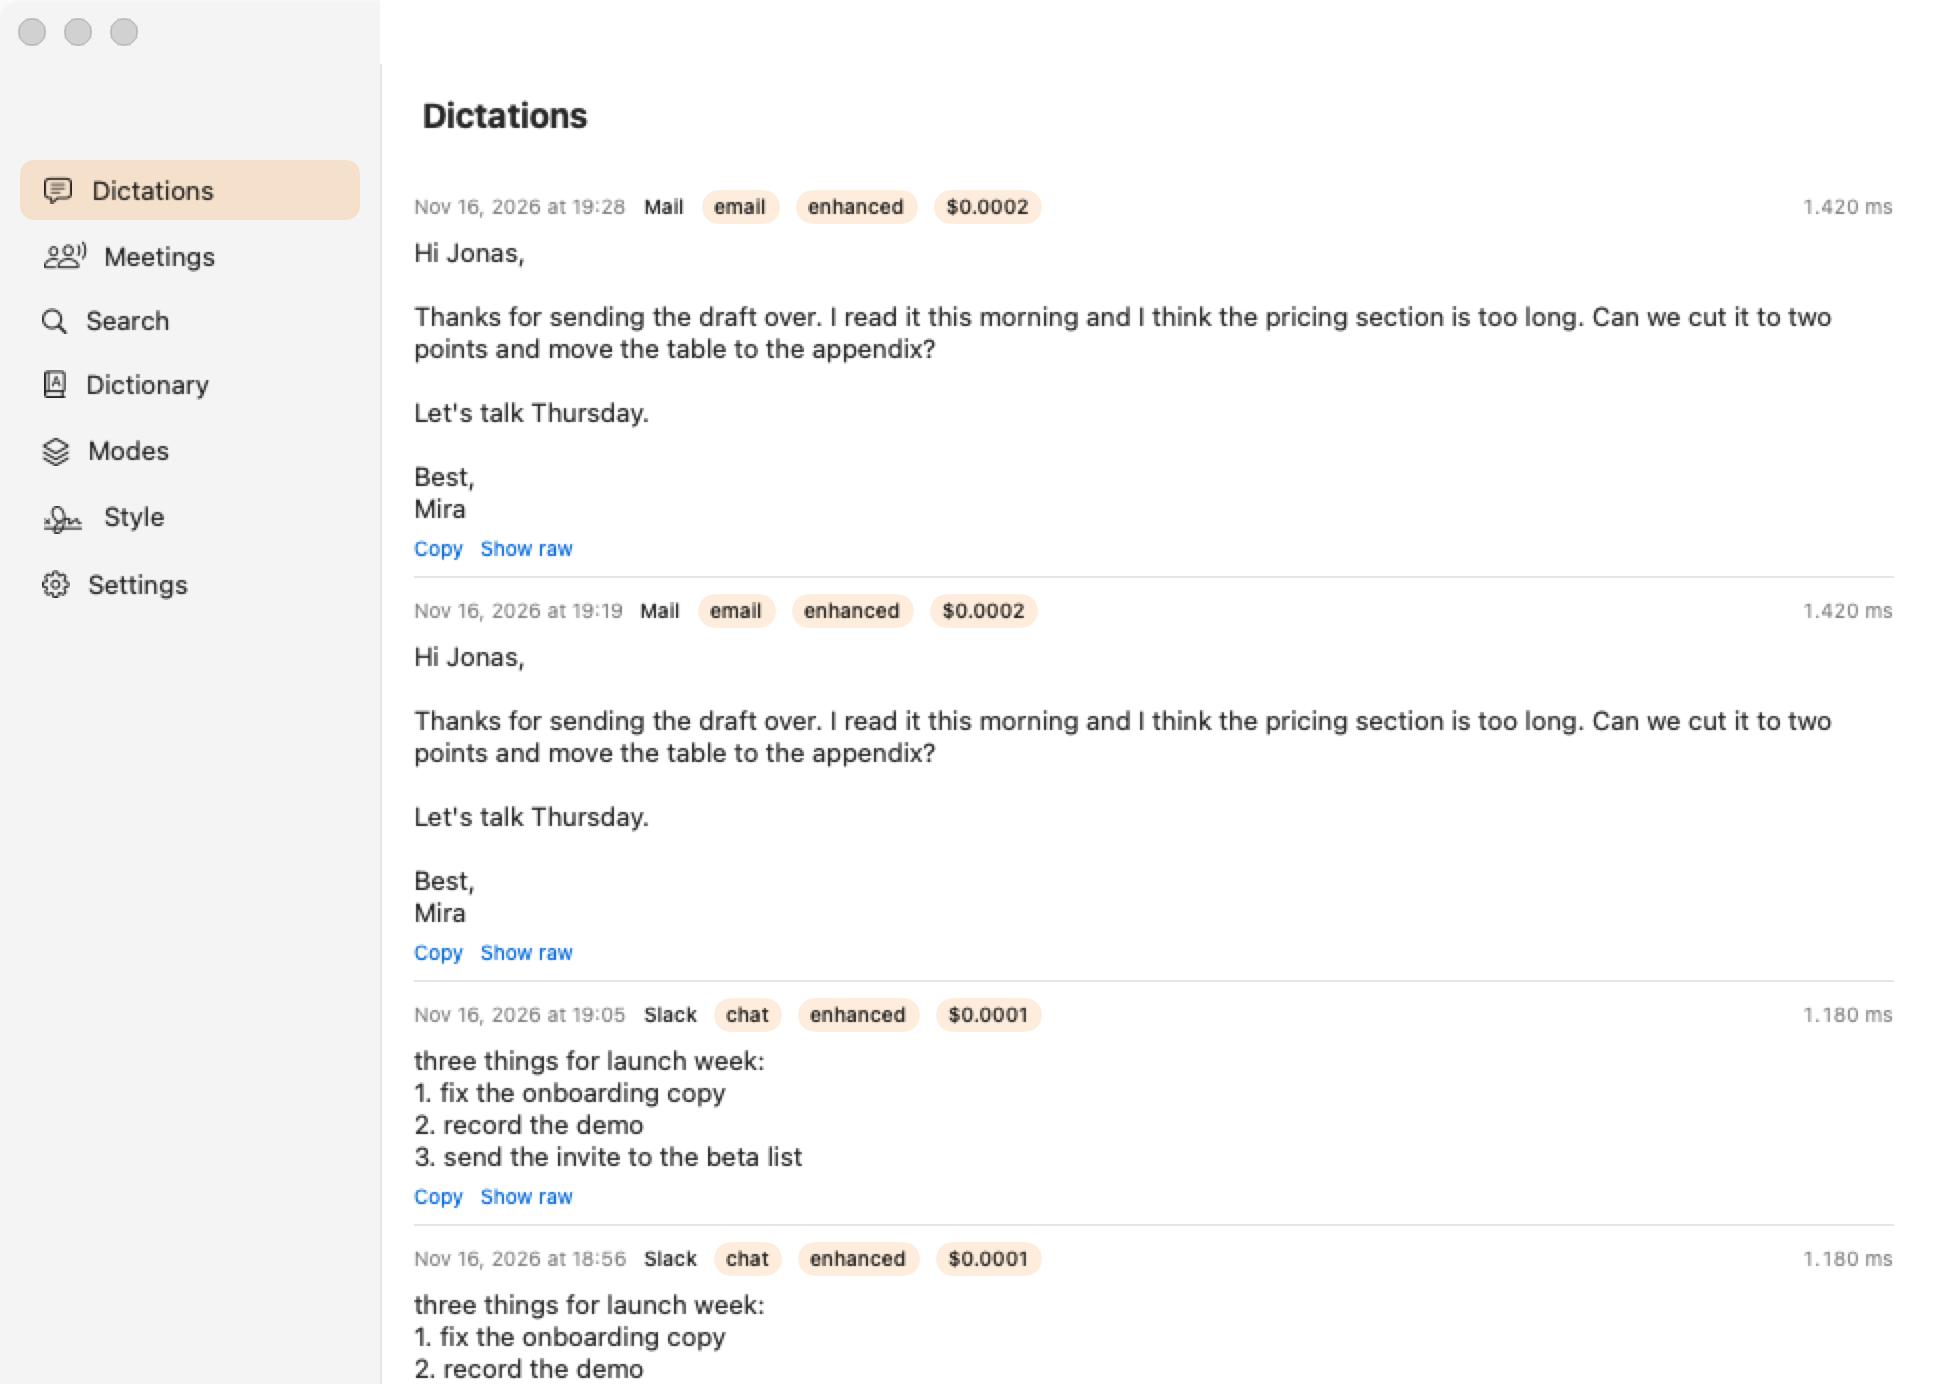 Dictations
Meetings
Search
Dictionary
Modes
Style
Settings
Dictations
Nov 16, 2026 at 19:28 Mail email enhanced $0.0002 1.420 ms
Hi Jonas,
Thanks for sending the draft over. I read it this morning and I think the pricing section is too long. Can we cut it to two
points and move the table to the appendix?
Let's talk Thursday.
Best,
Mira
Copy Show raw
Nov 16, 2026 at 19:19 Mail email enhanced $0.0002 1.420 ms
Hi Jonas,
Thanks for sending the draft over. I read it this morning and I think the pricing section is too long. Can we cut it to two
points and move the table to the appendix?
Let's talk Thursday.
Best,
Mira
Copy Show raw
Nov 16, 2026 at 19:05 Slack chat enhanced $0.0001 1.180 ms
three things for launch week:
1. fix the onboarding copy
2. record the demo
3. send the invite to the beta list
Copy Show raw
Nov 16, 2026 at 18:56 Slack chat enhanced $0.0001 1.180 ms
three things for launch week:
1. fix the onboarding copy
2. record the demo